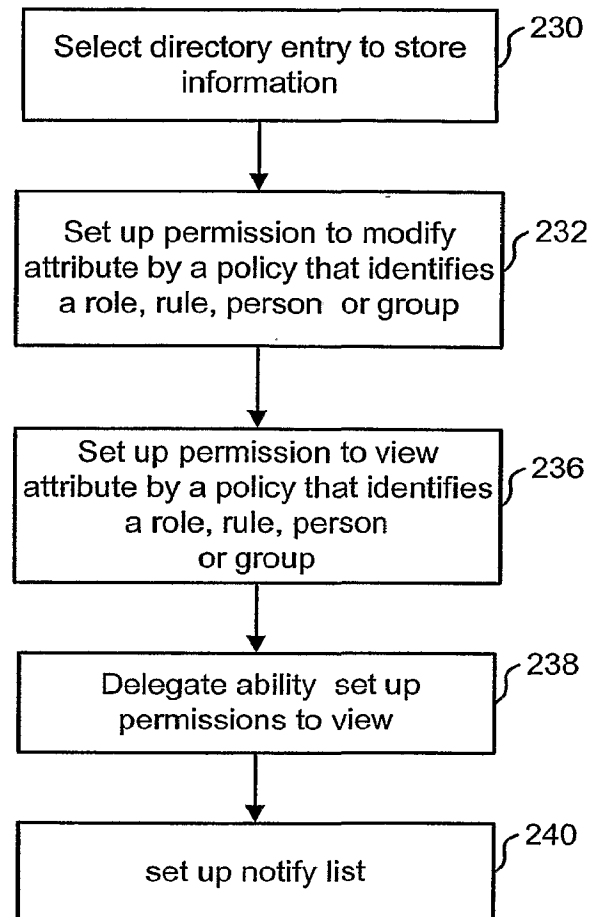 Select directory entry to store
information
230
Set up permission to modify
attribute by a policy that identifies
a role, rule, person or group
232
Set up permission to view
attribute by a policy that identifies
a role, rule, person
or group
236
Delegate ability set up
permissions to view
238
set up notify list
240